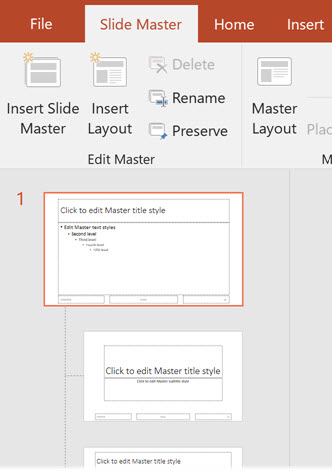 File Slide Master Home Insert
Insert Slide Master
Insert Layout
Delete
Rename
Preserve
Master Layout
Plac
Edit Master
M
1
Click to edit Master title style
• Edit Master text styles
• Second level
• Third level
• Fourth level
• Fifth level
Click to edit Master title style
Click to edit Master subtitle style
Click to edit Master title style